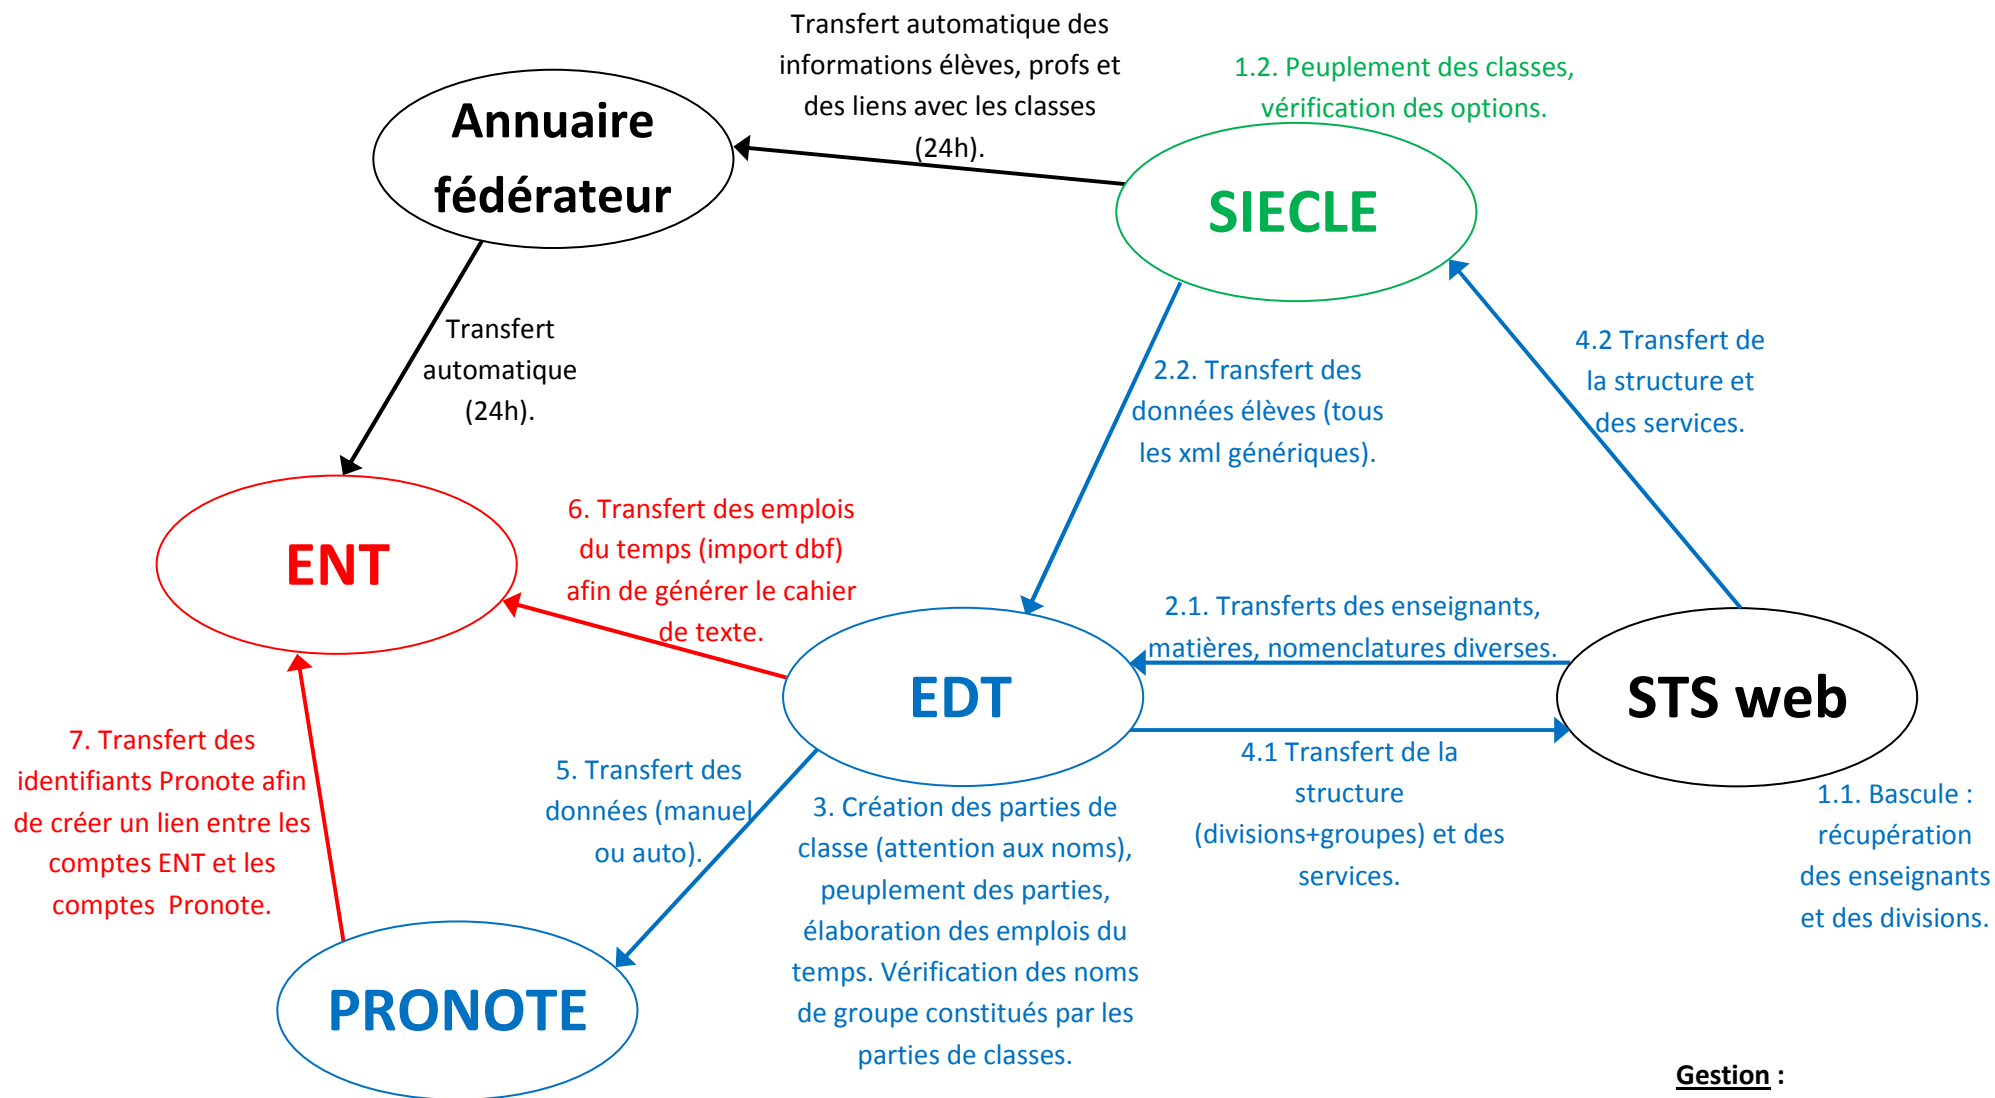 Transfert automatique des
informations élèves, profs et
des liens avec les classes
(24h).
1.2. Peuplement des classes,
vérification des options.
Annuaire
fédérateur
SIECLE
Transfert
automatique
(24h).
2.2. Transfert des
données élèves (tous
les xml génériques).
4.2 Transfert de
la structure et
des services.
ENT
6. Transfert des emplois
du temps (import dbf)
afin de générer le cahier
de texte.
2.1. Transferts des enseignants,
matières, nomenclatures diverses.
EDT
STS web
7. Transfert des
identifiants Pronote afin
de créer un lien entre les
comptes ENT et les
comptes  Pronote.
5. Transfert des
données (manuel
ou auto).
4.1 Transfert de la
structure
(divisions+groupes) et des
services.
1.1. Bascule :
récupération
des enseignants
et des divisions.
3. Création des parties de
classe (attention aux noms),
peuplement des parties,
élaboration des emplois du
temps. Vérification des noms
de groupe constitués par les
parties de classes.
PRONOTE
Gestion :